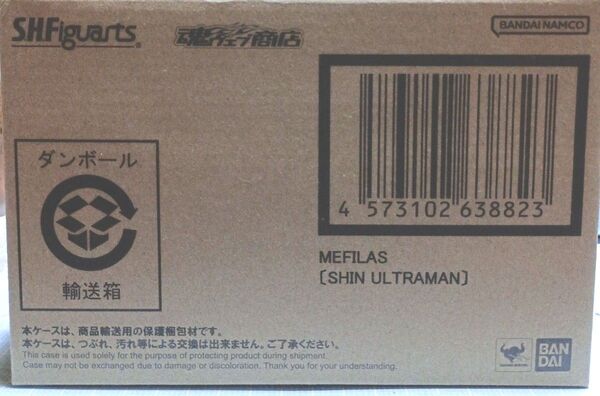 S.H.Figuarts
魂ウェブ商店
BANDAI NAMCO
ダンボール
輸送箱
4 573102 638823
MEFILAS
〔SHIN ULTRAMAN〕
本ケースは、商品輸送用の保護梱包材です。
本ケースは、つぶれ、汚れ等による交換は出来ません。ご了承ください。
This case is used solely for the purpose of protecting product during shipment.
Case may not be exchanged due to damage or discoloration. Thank you for your understanding.
BAN
DAI